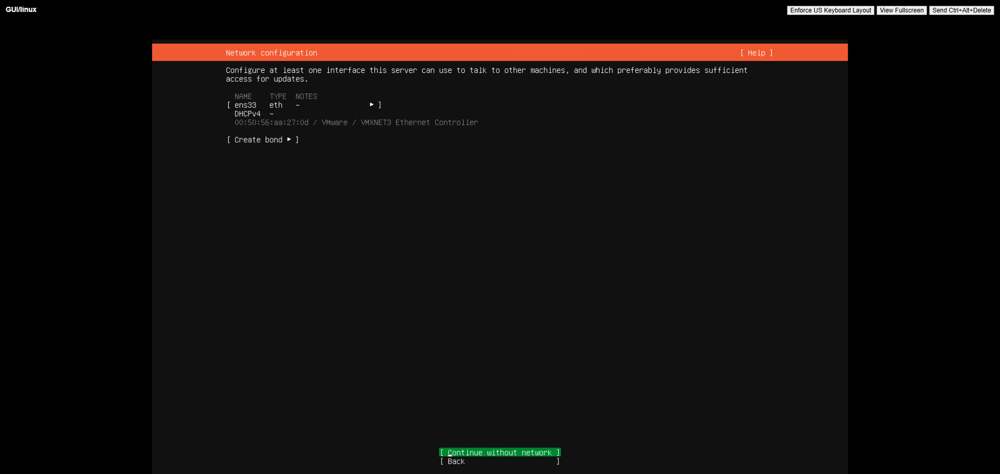 GUI/linux
Enforce US Keyboard Layout View Fullscreen Send Ctrl+Alt+Delete
Network configuration [ Help ]
Configure at least one interface this server can use to talk to other machines, and which preferably provides sufficient
access for updates.
NAME TYPE NOTES
[ ens33 eth - ▸ ]
DHCPv4 -
00:50:56:aa:27:0d / VMware / VMXNET3 Ethernet Controller
[ Create bond ▸ ]
[ Continue without network ]
[ Back ]